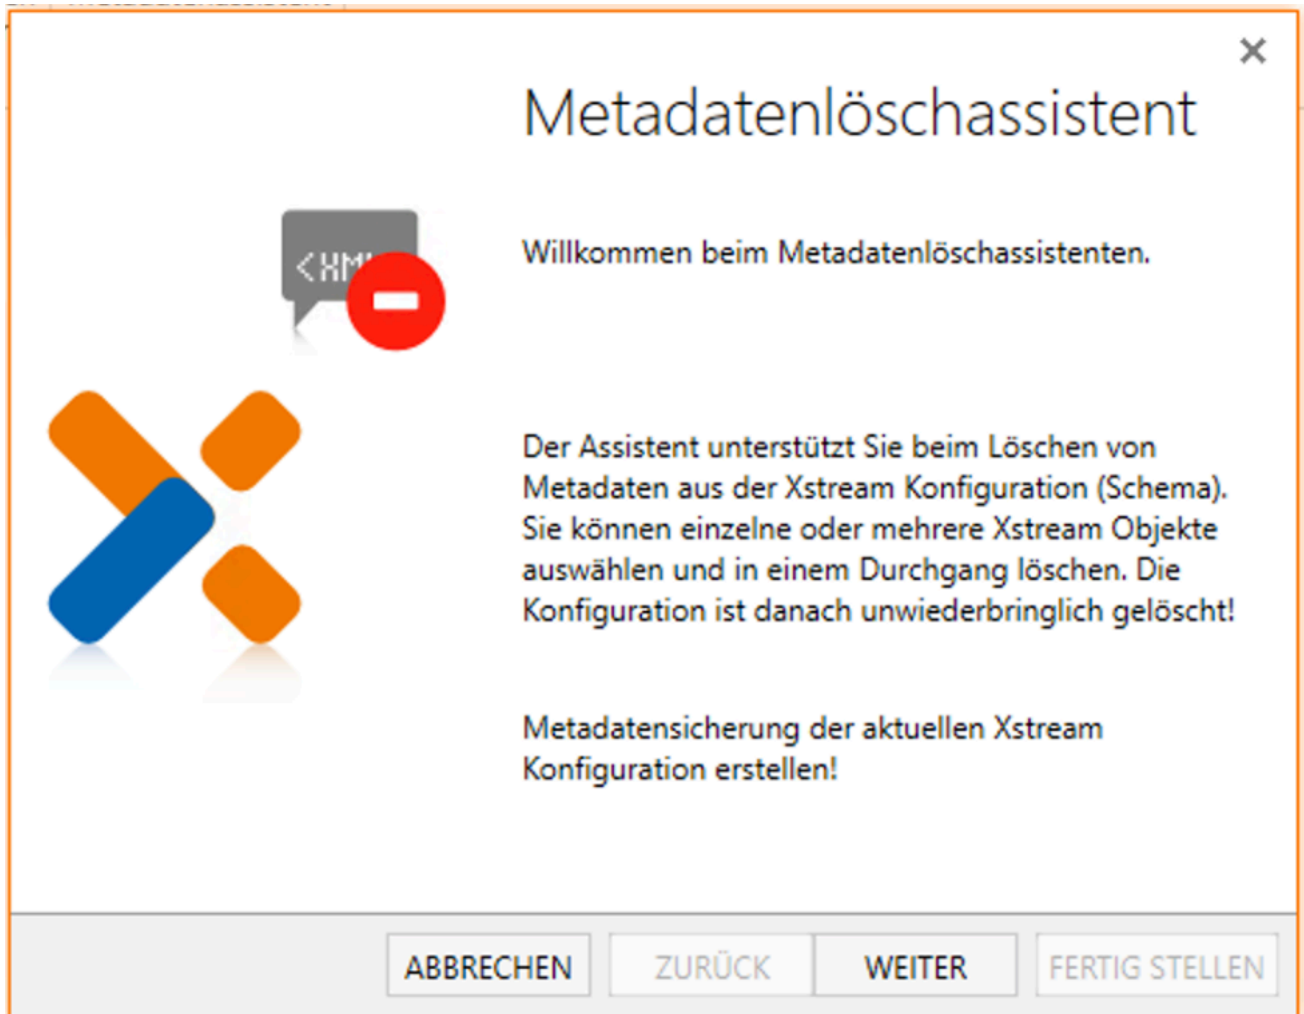 Metadatenlöschassistent
<XM
Willkommen beim Metadatenlöschassistenten.
Der Assistent unterstützt Sie beim Löschen von
Metadaten aus der Xstream Konfiguration (Schema).
Sie können einzelne oder mehrere Xstream Objekte
auswählen und in einem Durchgang löschen. Die
Konfiguration ist danach unwiederbringlich gelöscht!
Metadatensicherung der aktuellen Xstream
Konfiguration erstellen!
ABBRECHEN ZURÜCK WEITER FERTIG STELLEN